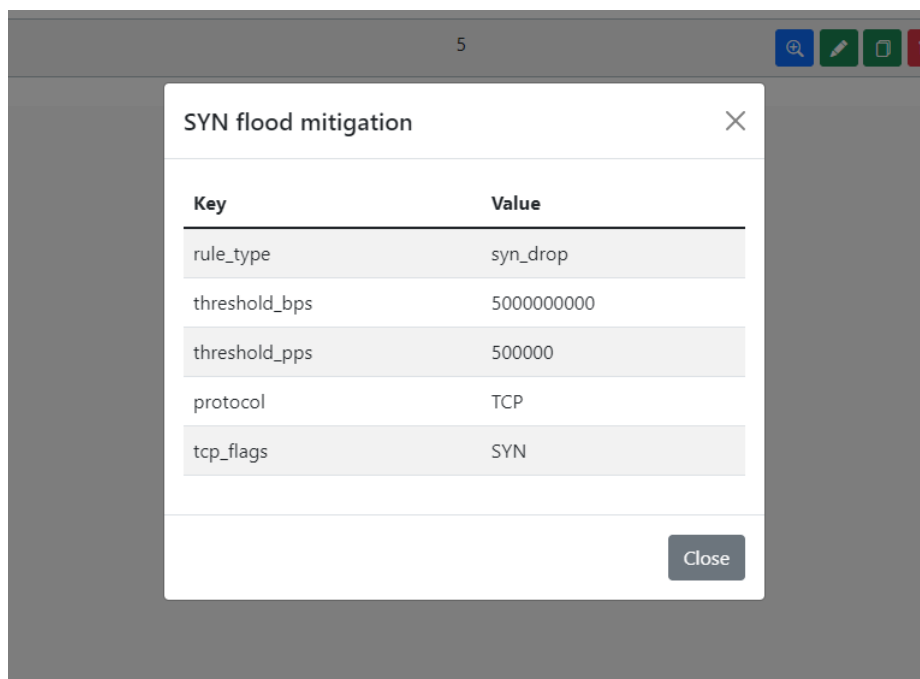 5
SYN flood mitigation
Key Value
rule_type syn_drop
threshold_bps 5000000000
threshold_pps 500000
protocol TCP
tcp_flags SYN
Close